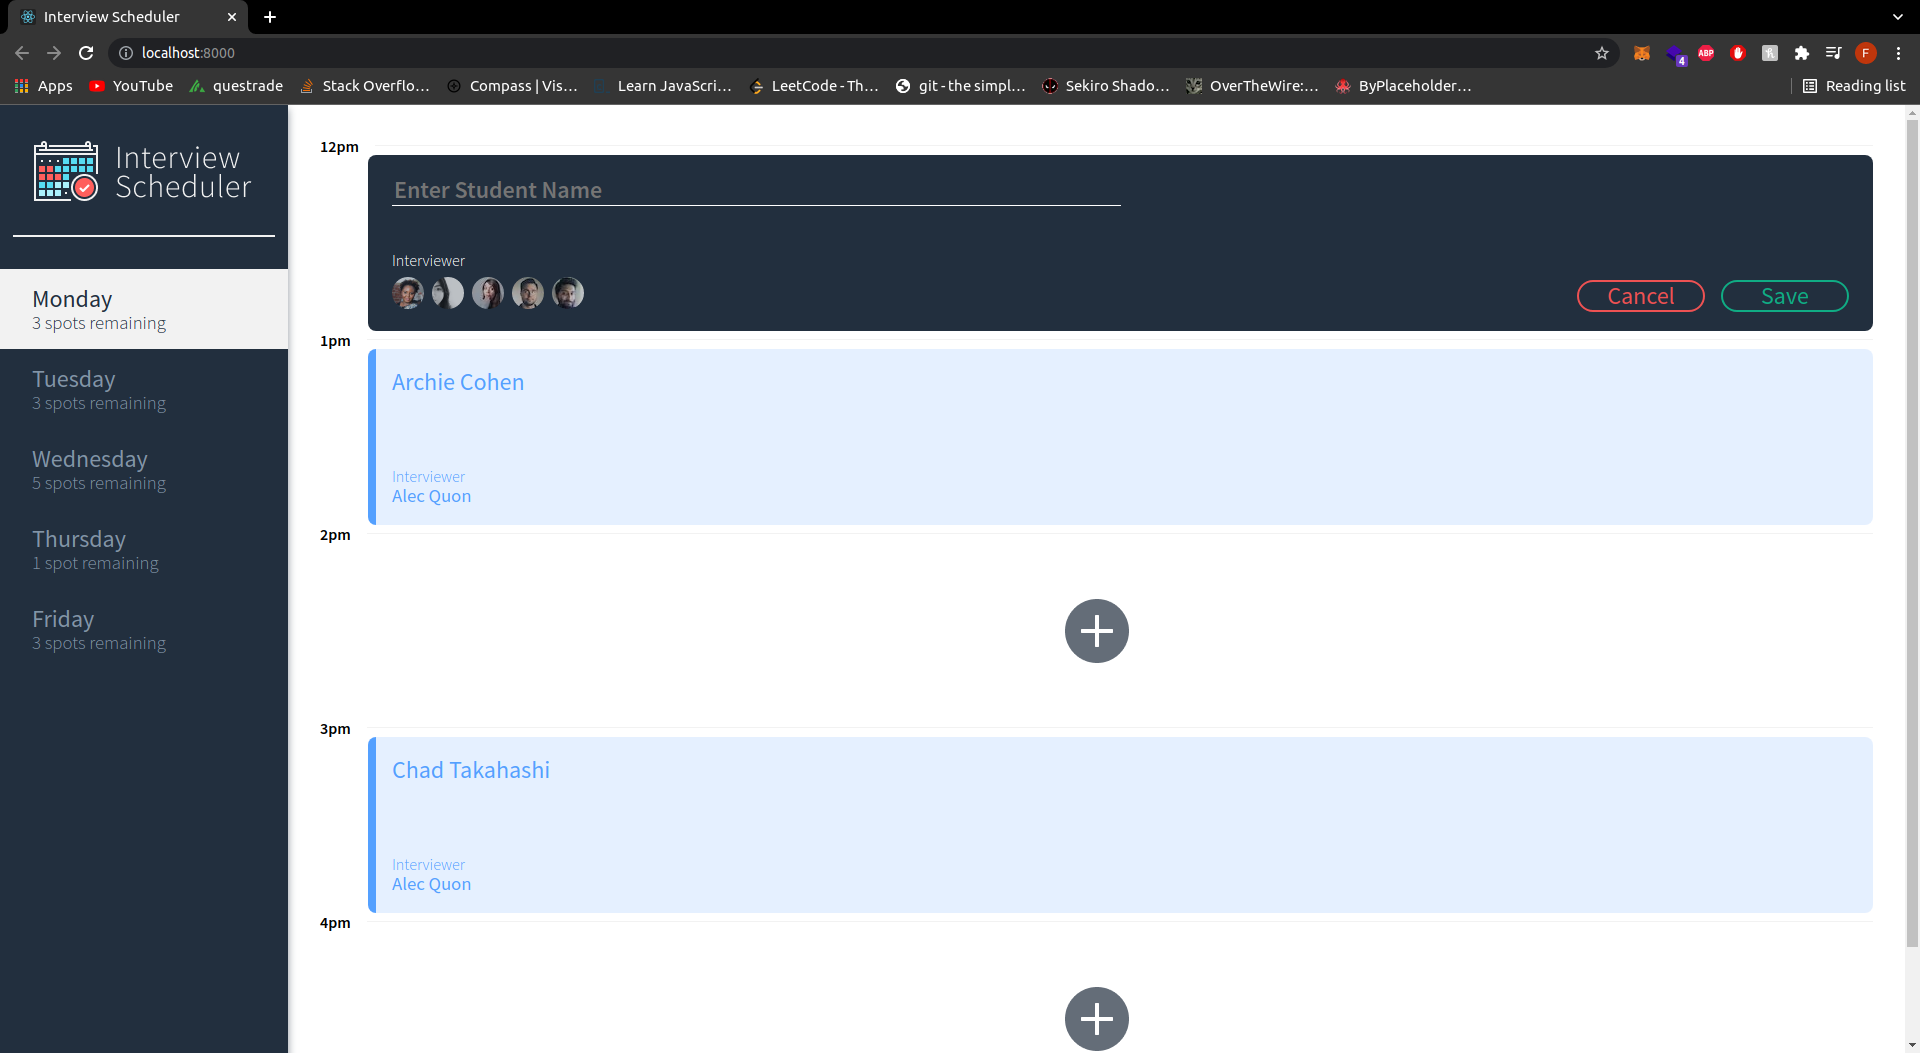 Interview Scheduler
localhost:8000
4
ABP
F
Apps
YouTube
questrade
Stack Overflo...
Compass | Vis...
Learn JavaScri...
LeetCode - Th...
git - the simpl...
Sekiro Shado...
OverTheWire:...
ByPlaceholder...
Reading list
Interview
Scheduler
Monday
3 spots remaining
Tuesday
3 spots remaining
Wednesday
5 spots remaining
Thursday
1 spot remaining
Friday
3 spots remaining
12pm
Enter Student Name
Interviewer
Cancel
Save
1pm
Archie Cohen
Interviewer
Alec Quon
2pm
3pm
Chad Takahashi
Interviewer
Alec Quon
4pm